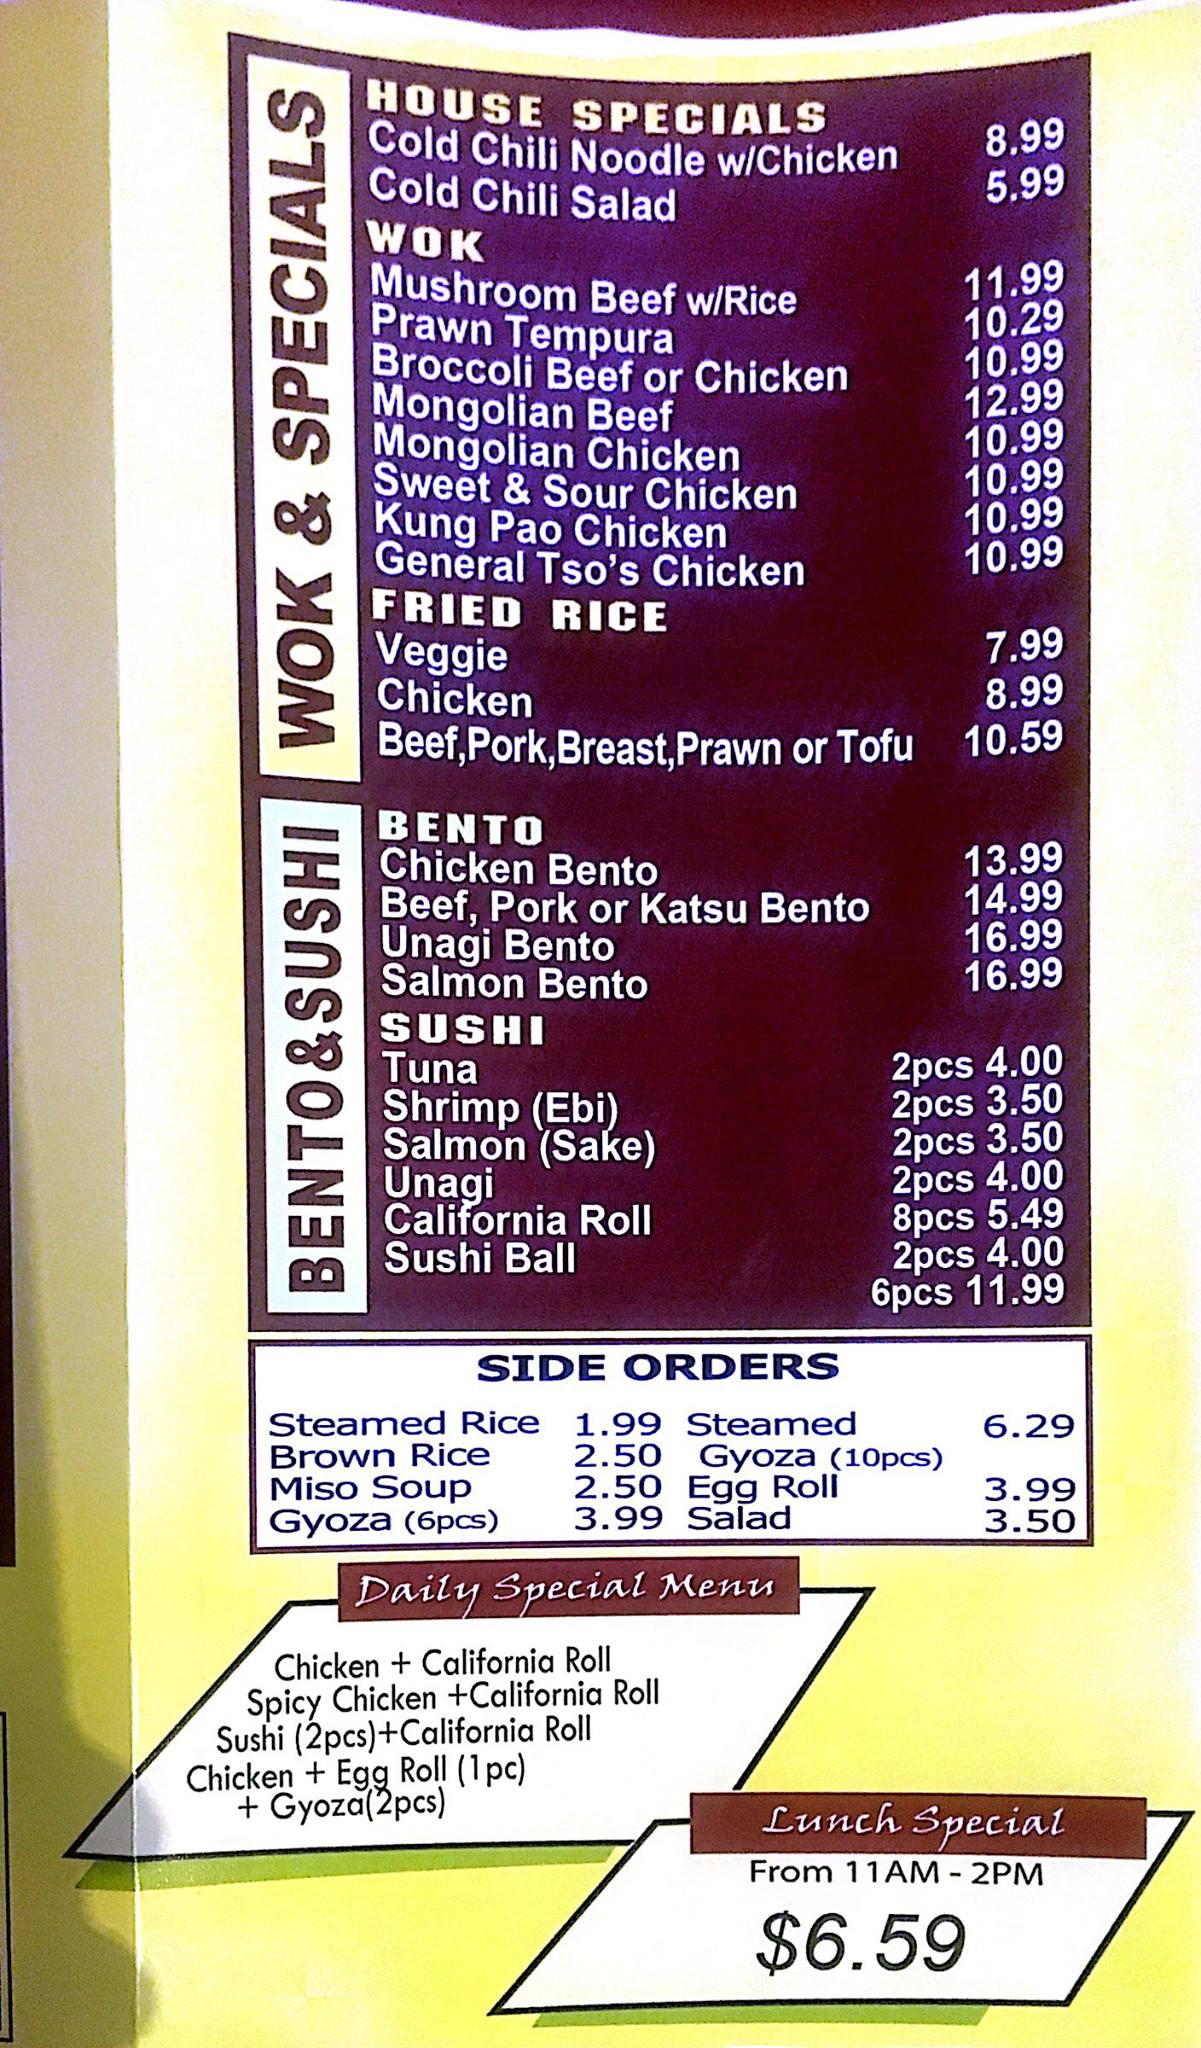 WOK & SPECIALS
HOUSE SPECIALS
Cold Chili Noodle w/Chicken 8.99
Cold Chili Salad 5.99
WOK
Mushroom Beef w/Rice 11.99
Prawn Tempura 10.29
Broccoli Beef or Chicken 10.99
Mongolian Beef 12.99
Mongolian Chicken 10.99
Sweet & Sour Chicken 10.99
Kung Pao Chicken 10.99
General Tso's Chicken 10.99
FRIED RICE
Veggie 7.99
Chicken 8.99
Beef,Pork,Breast,Prawn or Tofu 10.59
BENTO&SUSHI
BENTO
Chicken Bento 13.99
Beef, Pork or Katsu Bento 14.99
Unagi Bento 16.99
Salmon Bento 16.99
SUSHI
Tuna 2pcs 4.00
Shrimp (Ebi) 2pcs 3.50
Salmon (Sake) 2pcs 3.50
Unagi 2pcs 4.00
California Roll 8pcs 5.49
Sushi Ball 2pcs 4.00
6pcs 11.99
SIDE ORDERS
Steamed Rice 1.99 Steamed 6.29
Brown Rice 2.50 Gyoza (10pcs)
Miso Soup 2.50 Egg Roll 3.99
Gyoza (6pcs) 3.99 Salad 3.50
Daily Special Menu
Chicken + California Roll
Spicy Chicken +California Roll
Sushi (2pcs)+California Roll
Chicken + Egg Roll (1pc)
+ Gyoza(2pcs)
Lunch Special
From 11AM - 2PM
$6.59